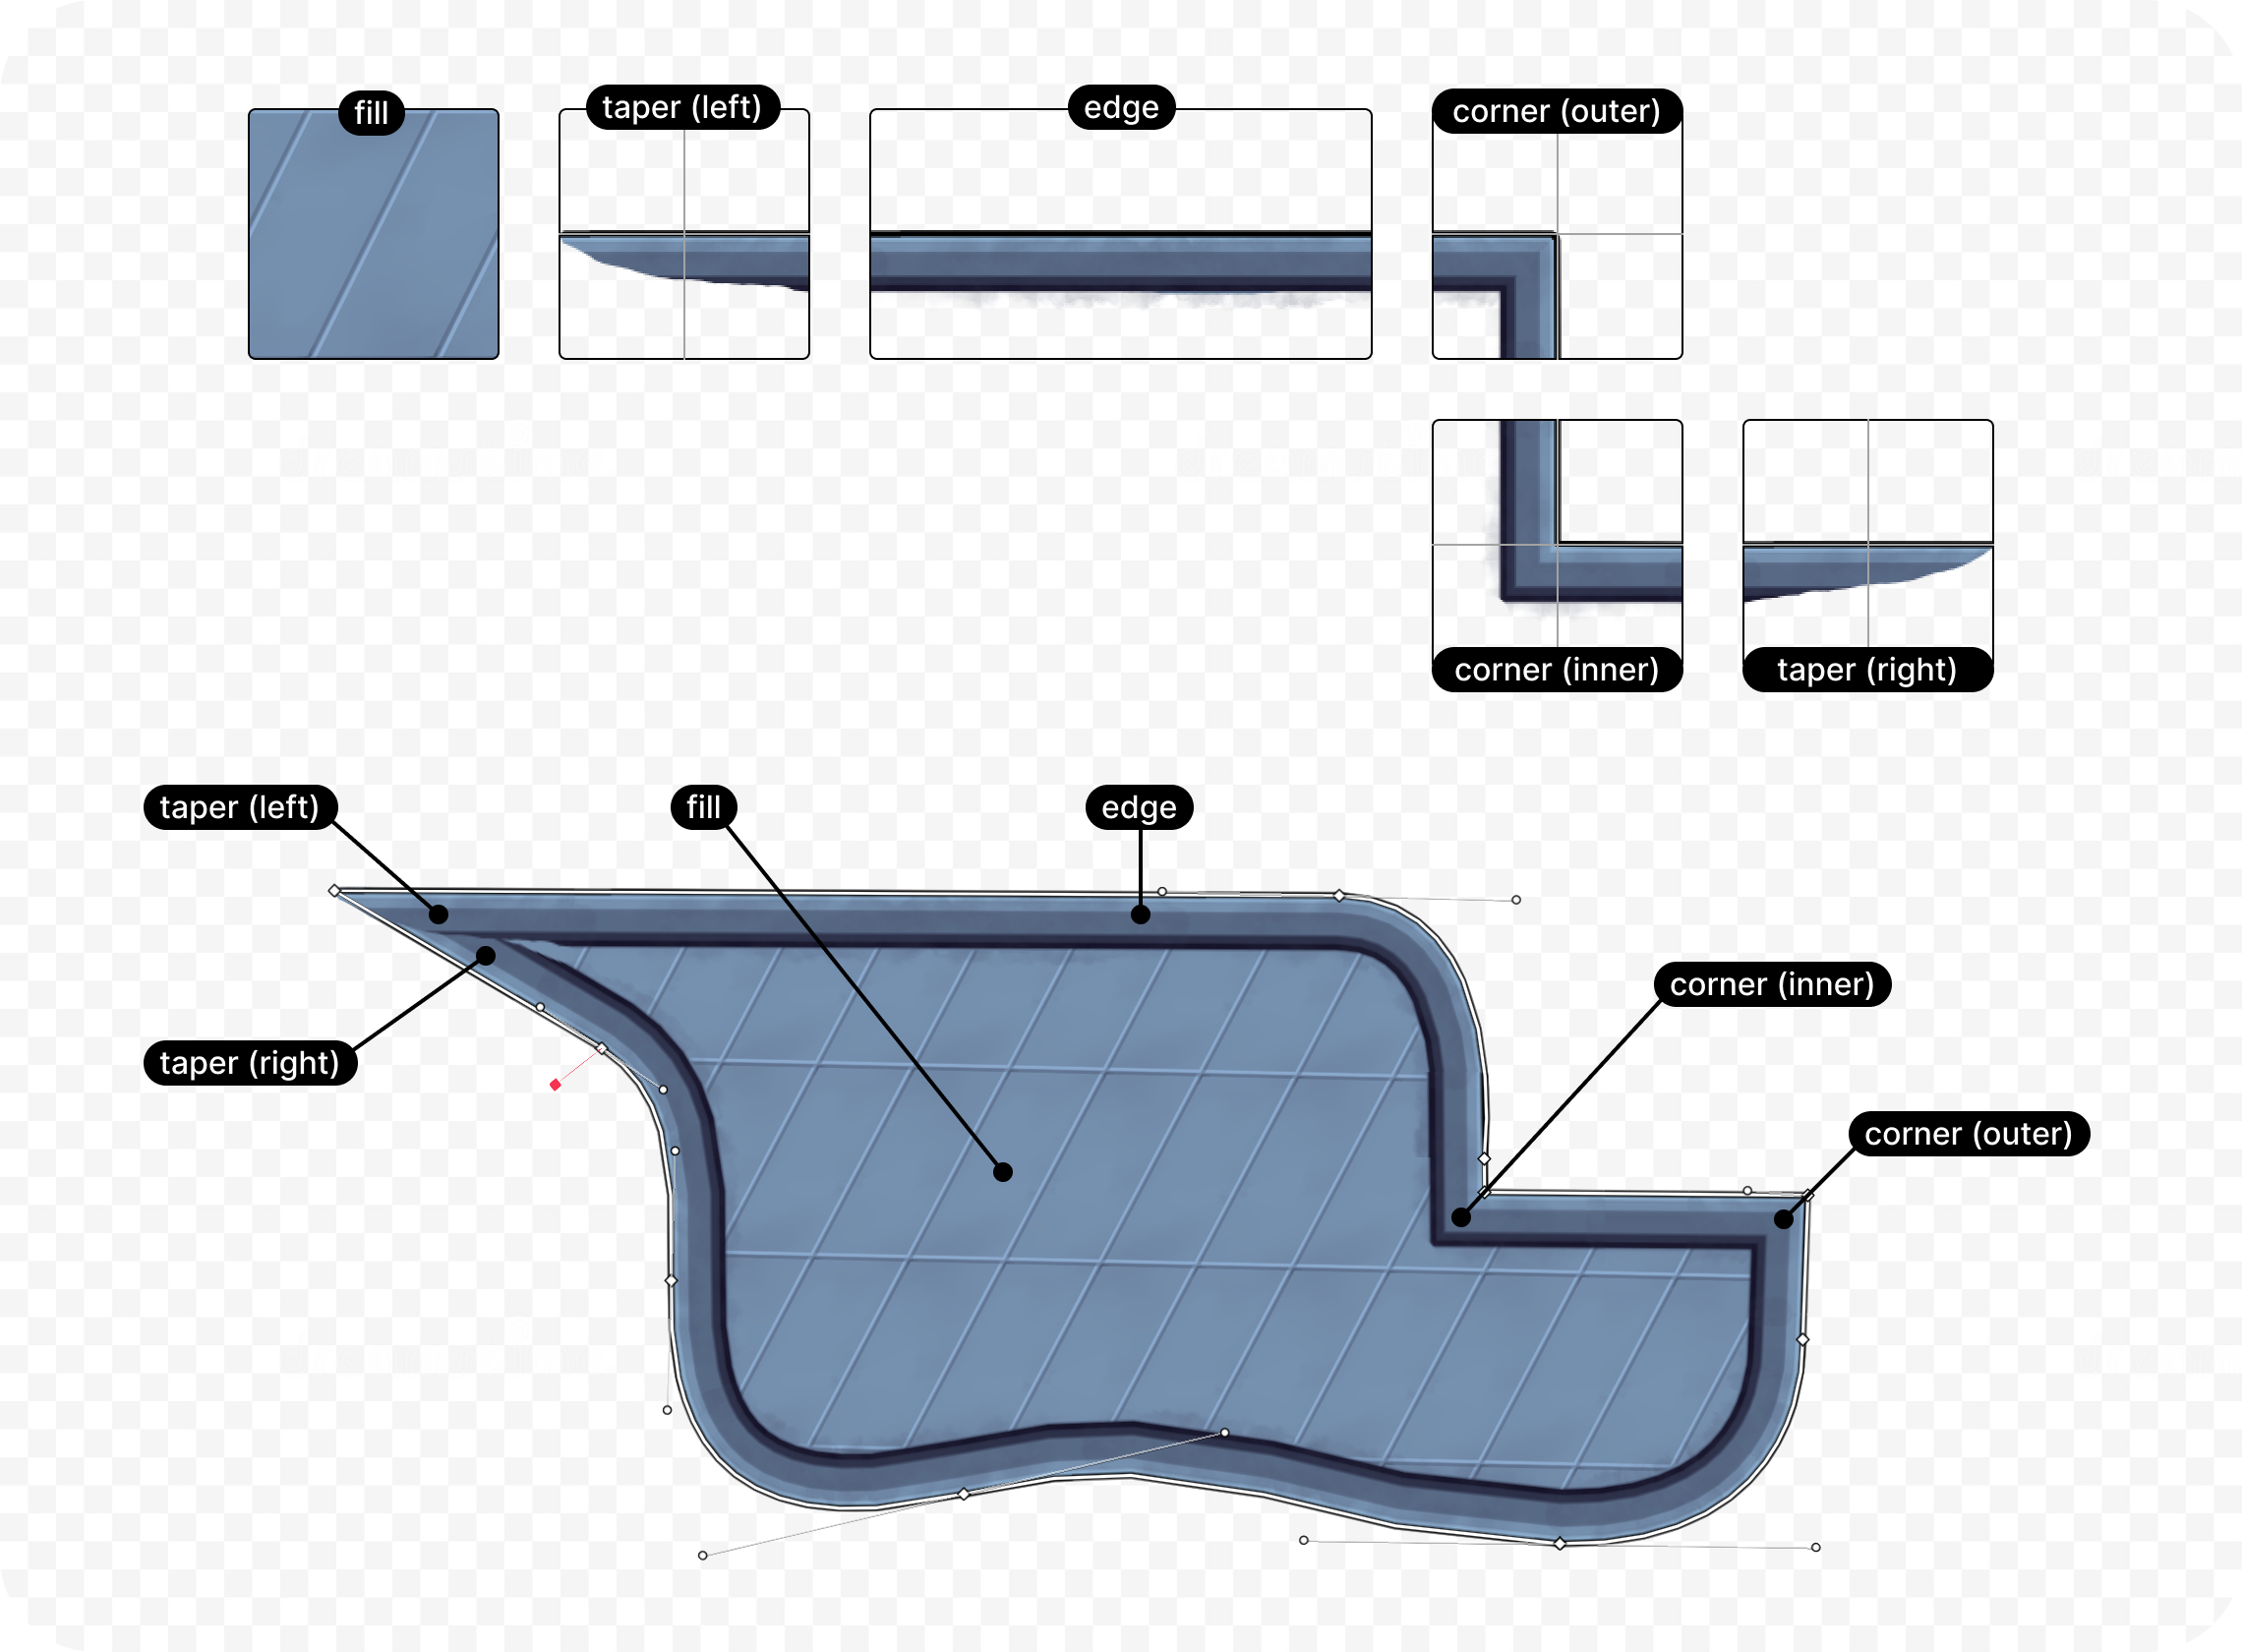 fill
taper (left)
edge
corner (outer)
corner (inner)
taper (right)
taper (left)
fill
edge
corner (inner)
taper (right)
corner (outer)